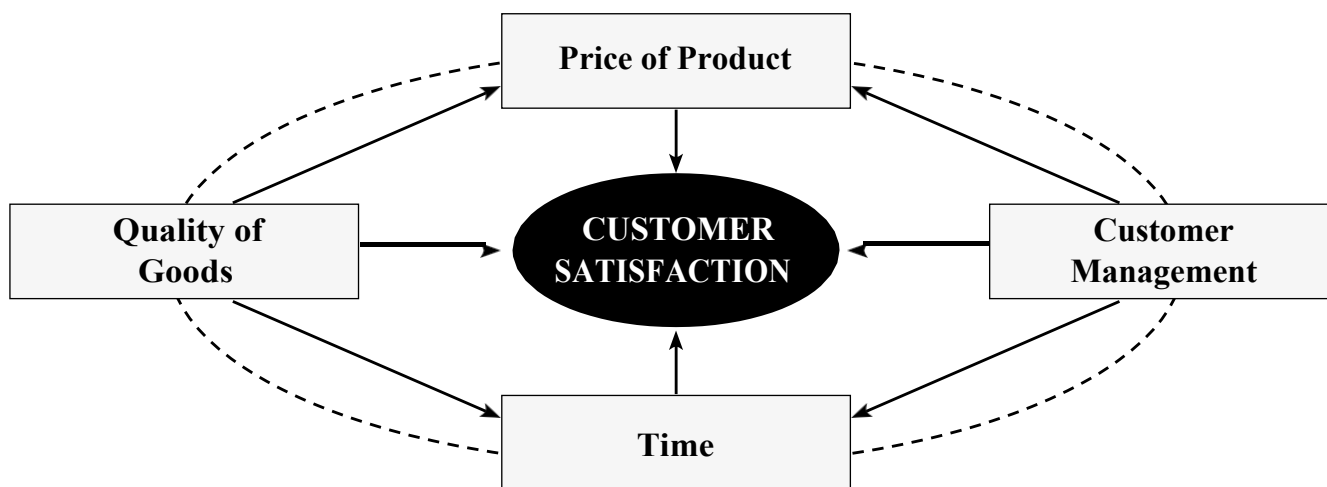 Price of Product
Quality of
Goods
CUSTOMER
SATISFACTION
Customer
Management
Time